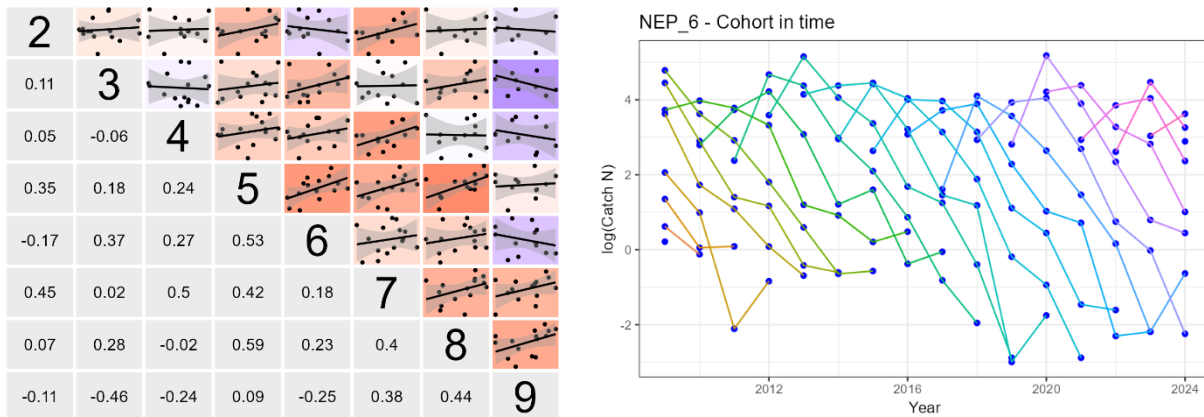 2
0.11 3
0.05 -0.06 4
0.35 0.18 0.24 5
-0.17 0.37 0.27 0.53 6
0.45 0.02 0.5 0.42 0.18 7
0.07 0.28 -0.02 0.59 0.23 0.4 8
-0.11 -0.46 -0.24 0.09 -0.25 0.38 0.44 9
NEP_6 - Cohort in time
log(Catch N)
4
2
0
-2
2012 2016 2020 2024
Year